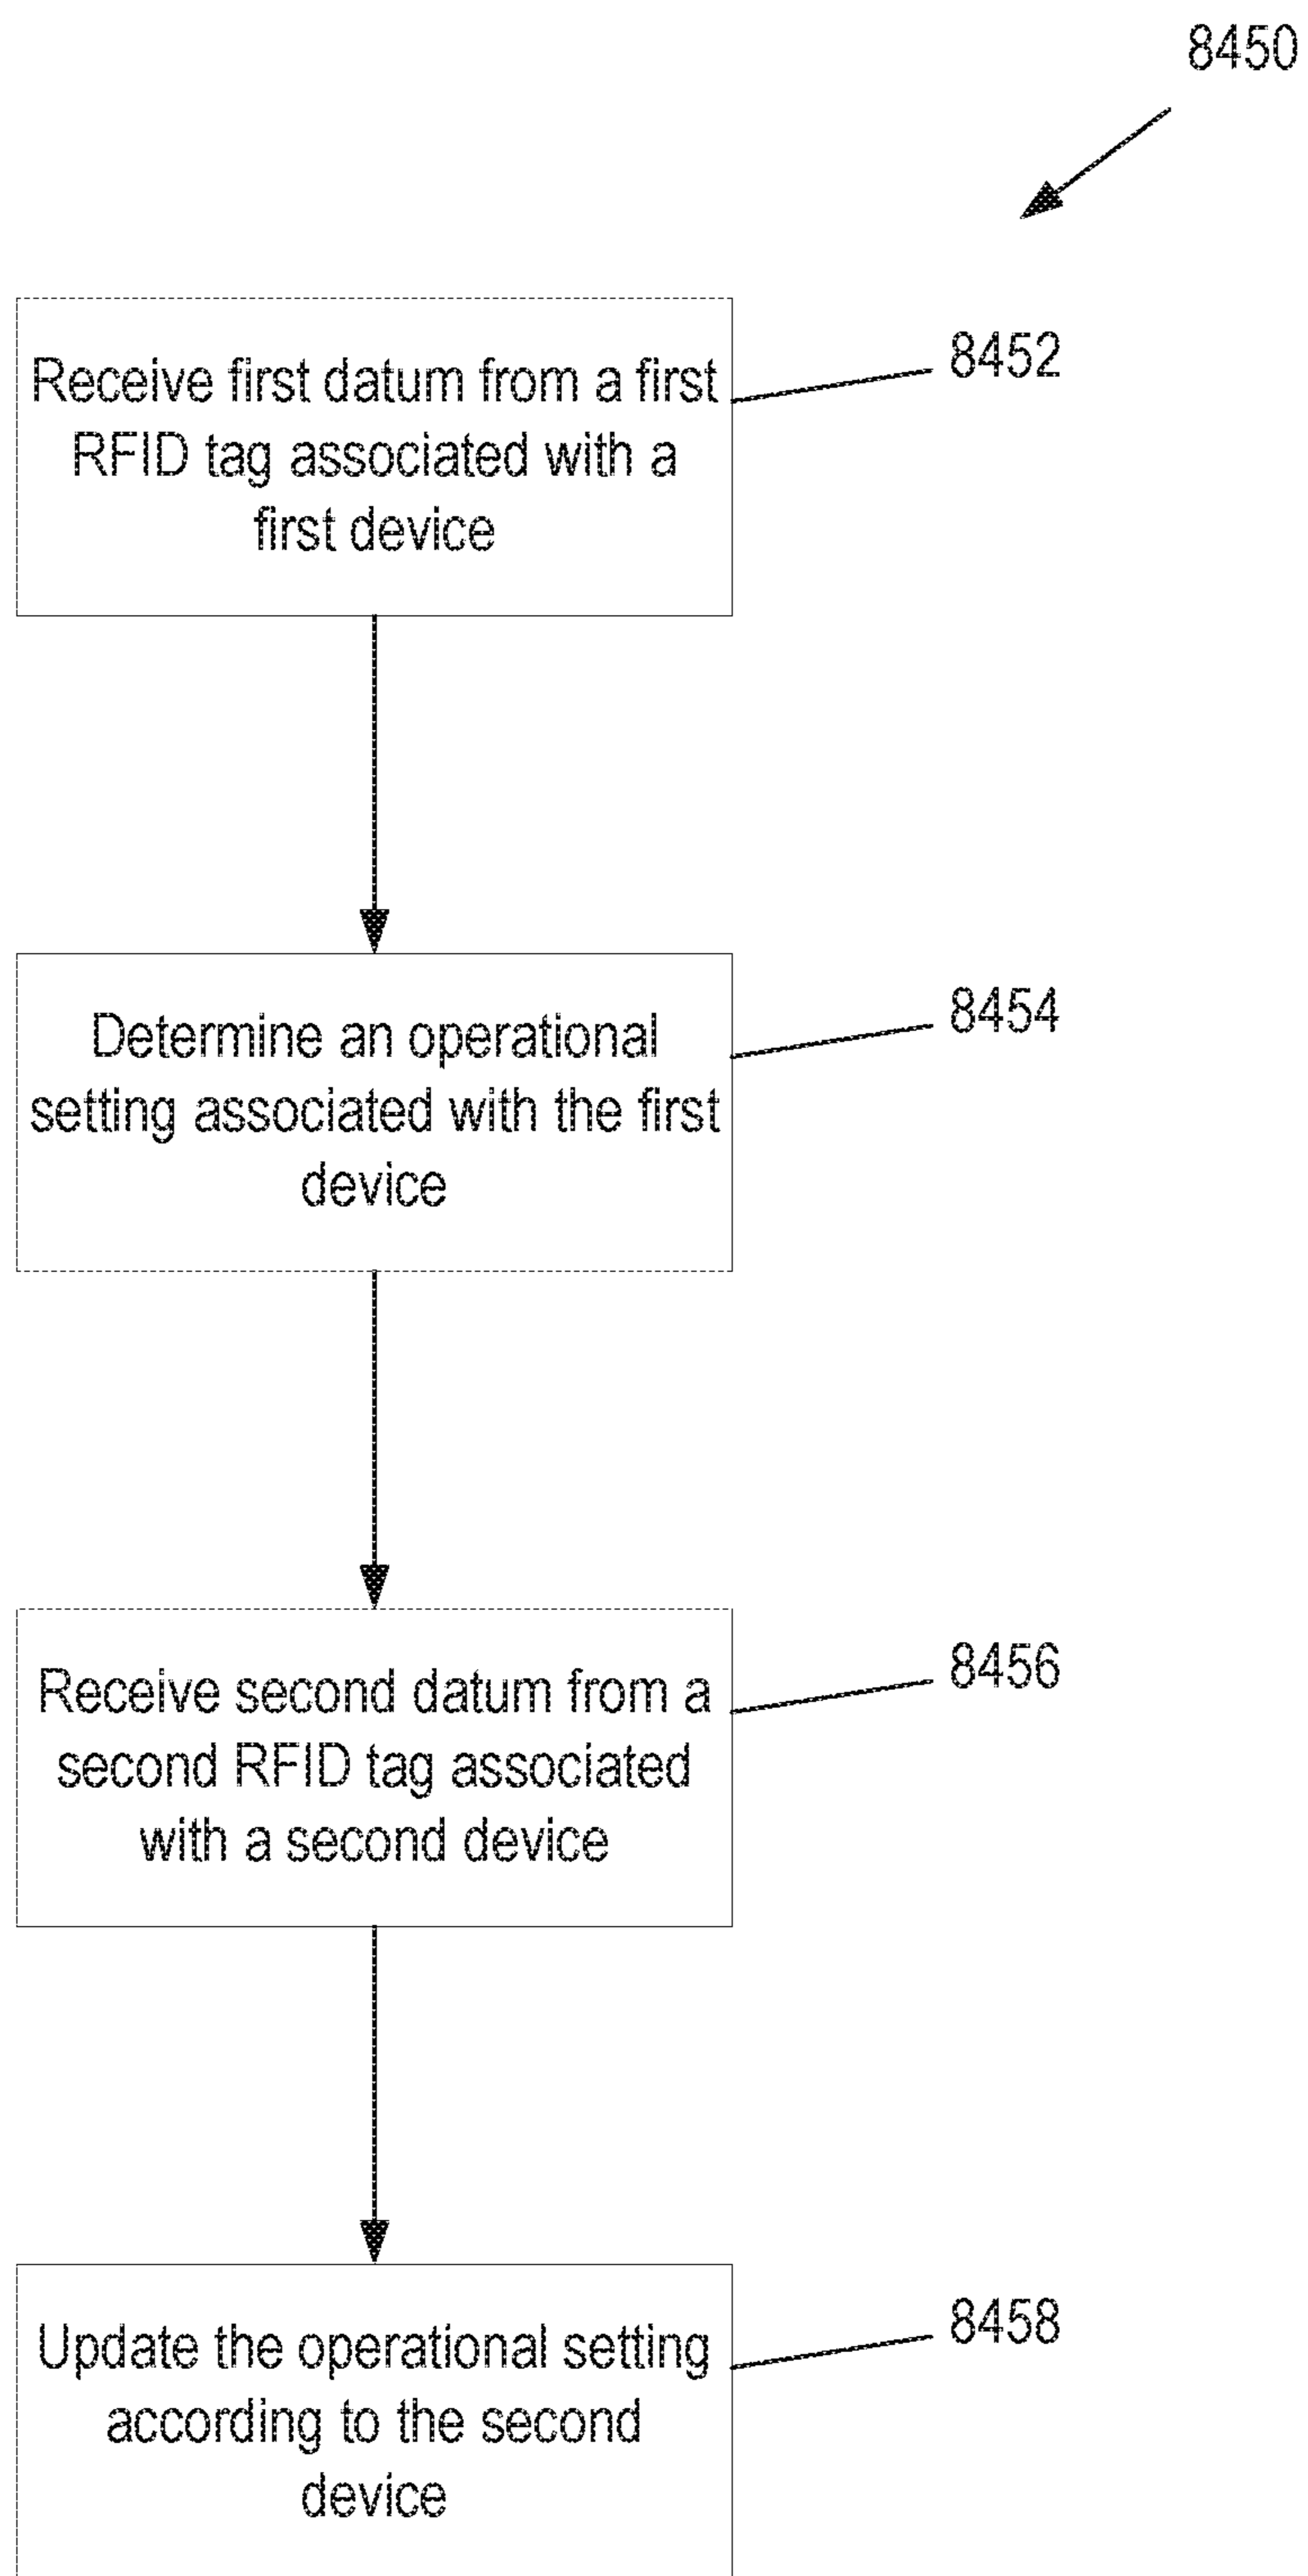 8450
Receive first datum from a first
RFID tag associated with a
first device
8452
Determine an operational
setting associated with the first
device
8454
Receive second datum from a
second RFID tag associated
with a second device
8456
Update the operational setting
according to the second
device
8458